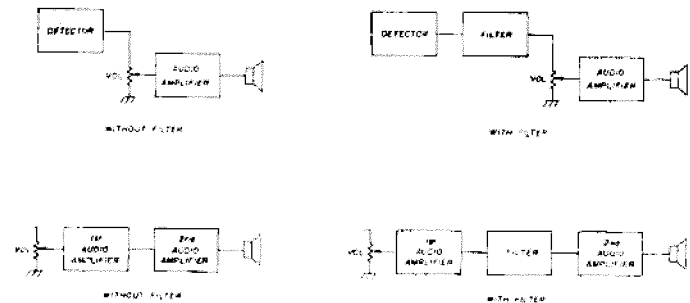 DETECTOR
VOL
AUDIO
AMPLIFIER
WITHOUT FILTER
DETECTOR
FILTER
VOL
AUDIO
AMPLIFIER
WITH FILTER
VOL
1st
AUDIO
AMPLIFIER
2nd
AUDIO
AMPLIFIER
WITHOUT FILTER
VOL
1st
AUDIO
AMPLIFIER
FILTER
2nd
AUDIO
AMPLIFIER
WITH FILTER